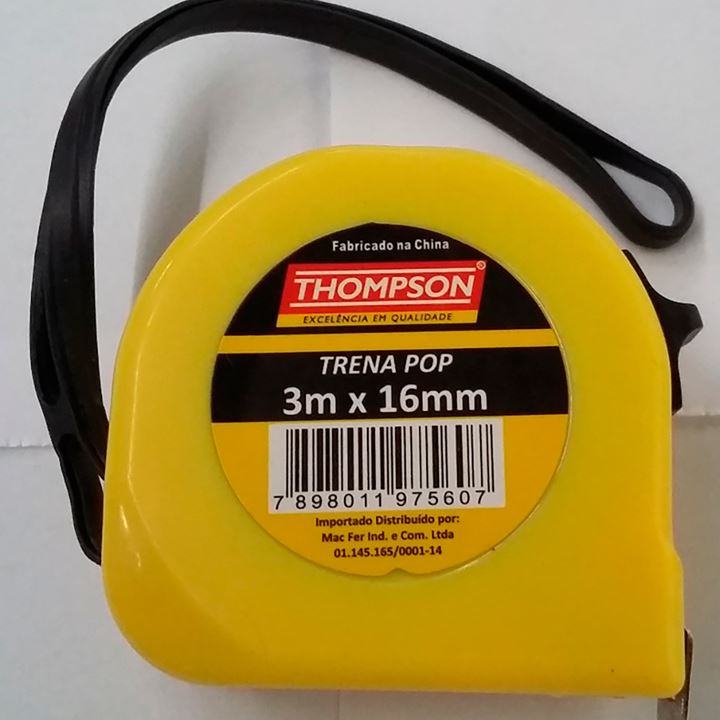 Fabricado na China
THOMPSON®
EXCELÊNCIA EM QUALIDADE
TRENA POP
3m x 16mm
7 898011 975607
Importado Distribuído por:
Mac Fer Ind. e Com. Ltda
01.145.165/0001-14